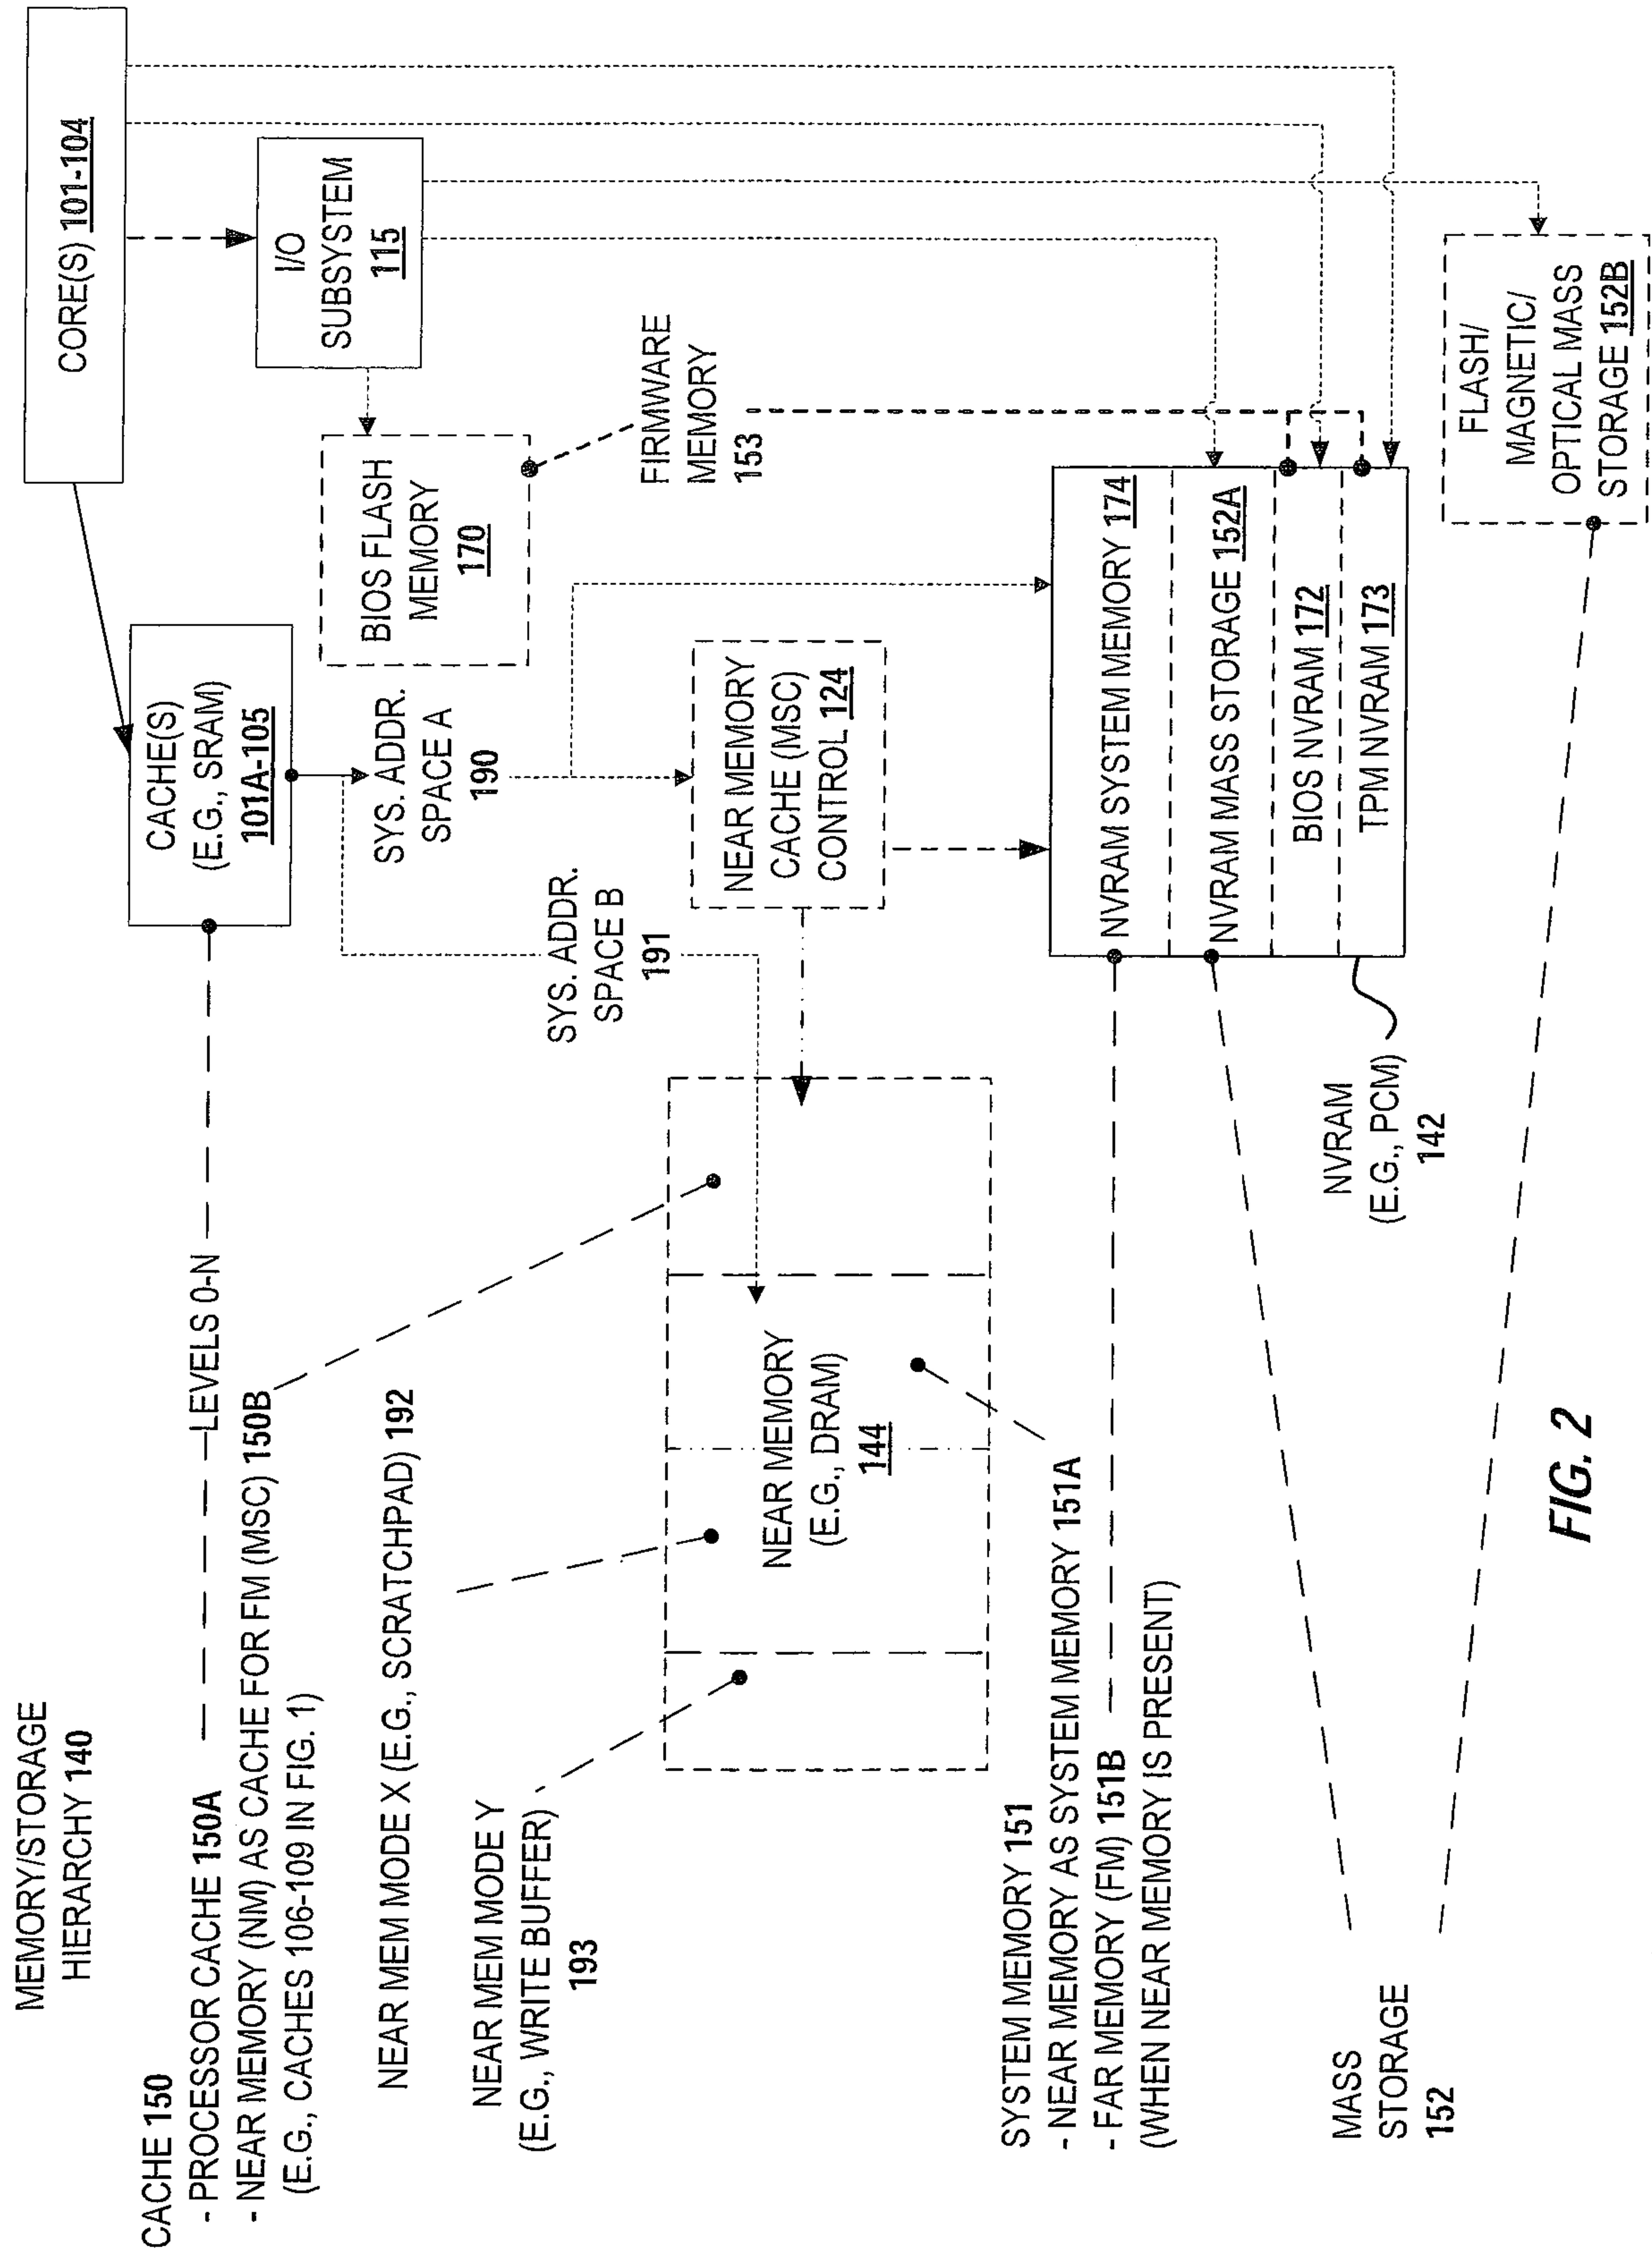 MEMORY/STORAGE
HIERARCHY 140
CACHE 150
- PROCESSOR CACHE 150A
LEVELS 0-N
- NEAR MEMORY (NM) AS CACHE FOR FM (MSC) 150B
(E.G., CACHES 106-109 IN FIG. 1)
NEAR MEM MODE X (E.G., SCRATCHPAD) 192
NEAR MEM MODE Y
(E.G., WRITE BUFFER)
193
SYSTEM MEMORY 151
- NEAR MEMORY AS SYSTEM MEMORY 151A
- FAR MEMORY (FM) 151B
(WHEN NEAR MEMORY IS PRESENT)
MASS
STORAGE
152
CORE(S) 101-104
CACHE(S)
(E.G., SRAM)
101A-105
I/O
SUBSYSTEM
115
BIOS FLASH
MEMORY
170
FIRMWARE
MEMORY
153
SYS. ADDR.
SPACE A
190
SYS. ADDR.
SPACE B
191
NEAR MEMORY
CACHE (MSC)
CONTROL 124
NEAR MEMORY
(E.G., DRAM)
144
NVRAM SYSTEM MEMORY 174
NVRAM MASS STORAGE 152A
BIOS NVRAM 172
TPM NVRAM 173
NVRAM
(E.G., PCM)
142
FLASH/
MAGNETIC/
OPTICAL MASS
STORAGE 152B
FIG. 2